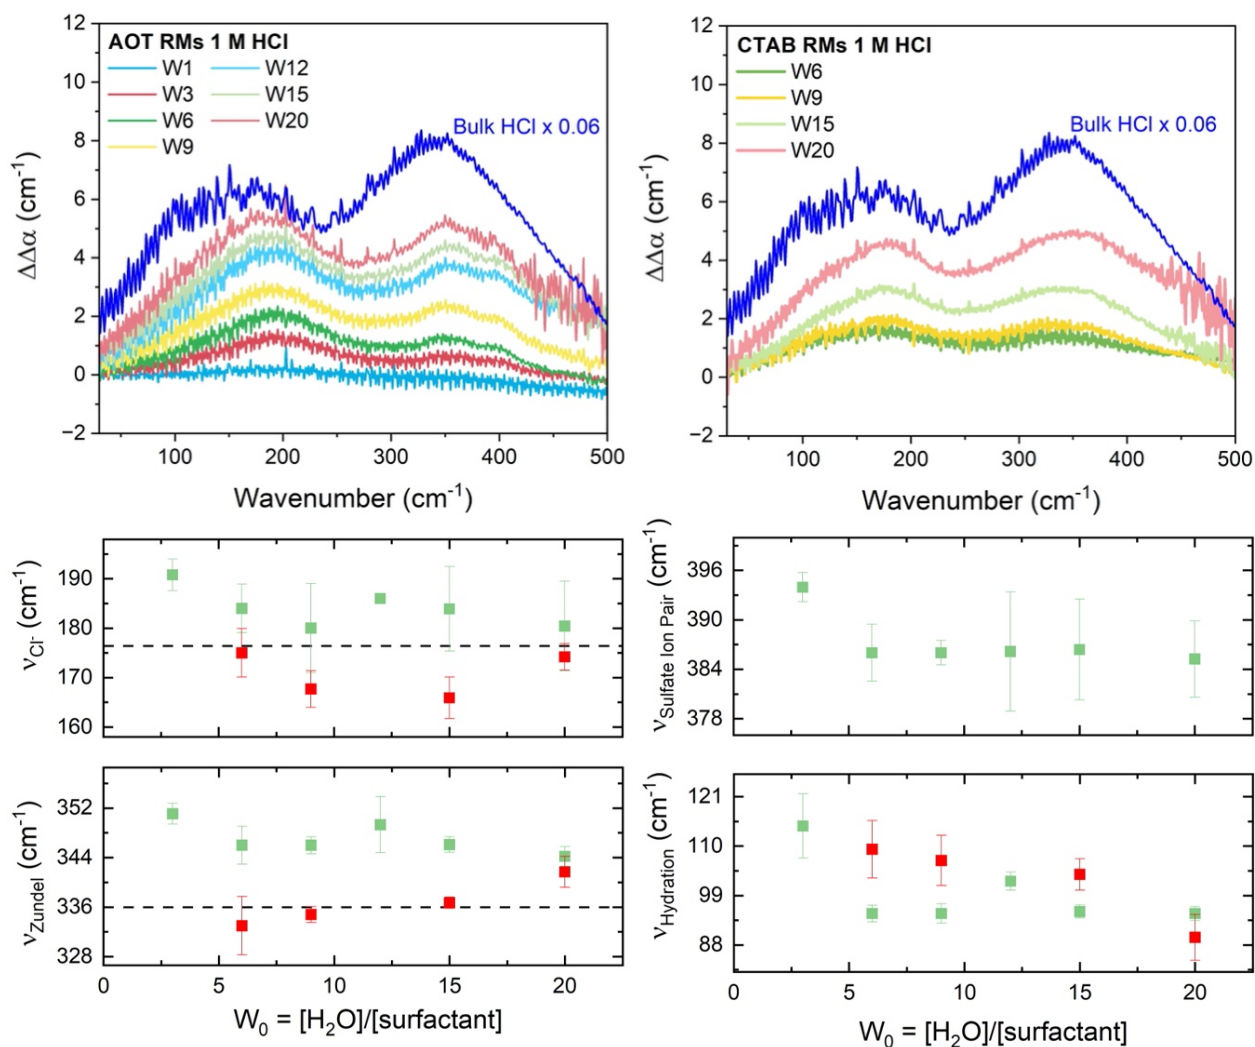 AOT RMs 1 M HCl
W1 W12
W3 W15
W6 W20
W9
Bulk HCl x 0.06
12
10
8
6
4
2
0
−2
ΔΔα (cm⁻¹)
100 200 300 400 500
Wavenumber (cm⁻¹)
CTAB RMs 1 M HCl
W6
W9
W15
W20
Bulk HCl x 0.06
12
10
8
6
4
2
0
−2
ΔΔα (cm⁻¹)
100 200 300 400 500
Wavenumber (cm⁻¹)
190
180
170
160
ν_Cl⁻ (cm⁻¹)
396
390
384
378
ν_Sulfate Ion Pair (cm⁻¹)
352
344
336
328
ν_Zundel (cm⁻¹)
0 5 10 15 20
W₀ = [H₂O]/[surfactant]
121
110
99
88
ν_Hydration (cm⁻¹)
0 5 10 15 20
W₀ = [H₂O]/[surfactant]